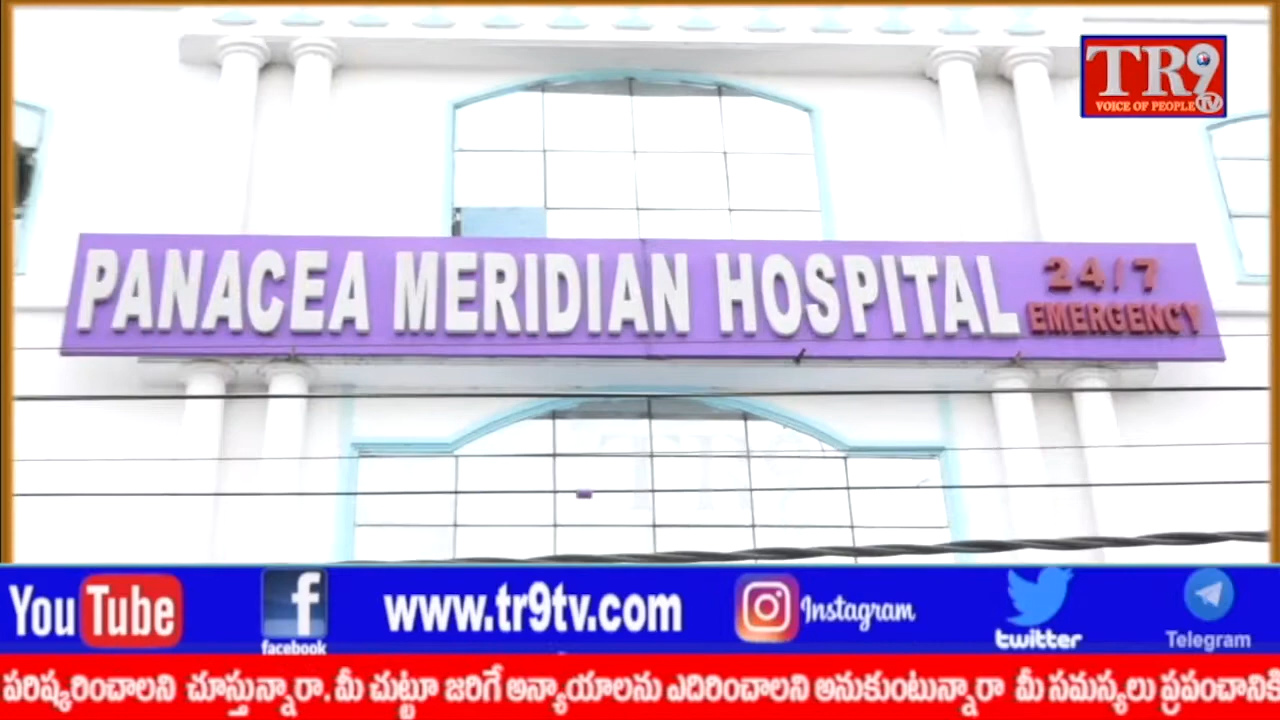 TR9
TV
VOICE OF PEOPLE
PANACEA MERIDIAN HOSPITAL
24/7
EMERGENCY
YouTube
facebook
www.tr9tv.com
Instagram
twitter
Telegram
పరిష్కరించాలని చూస్తున్నారా. మీ చుట్టూ జరిగే అన్యాయాలను ఎదిరించాలని అనుకుంటున్నారా మీ సమస్యలు ప్రపంచానికి